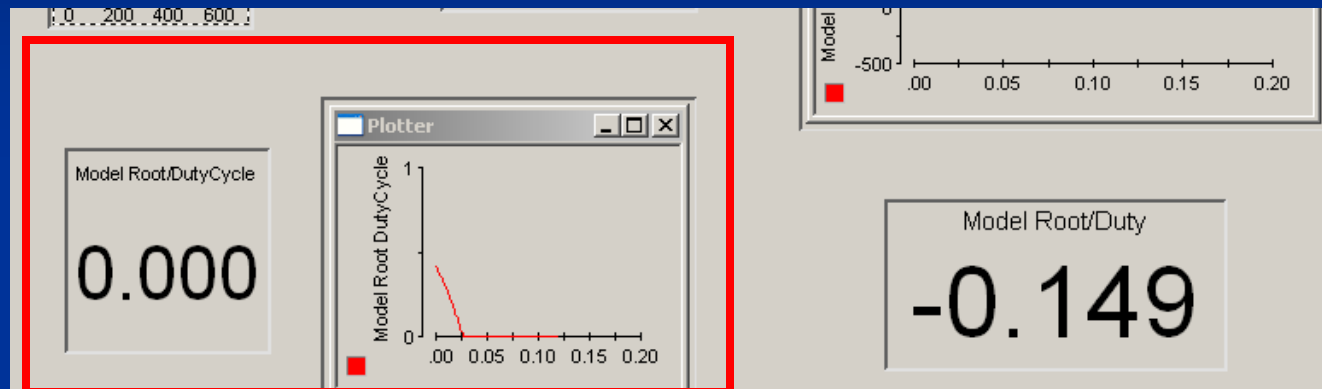 0 200 400 600
Model
0
-500
.00 0.05 0.10 0.15 0.20
Plotter
Model Root/DutyCycle
0.000
Model Root DutyCycle
1
0
.00 0.05 0.10 0.15 0.20
Model Root/Duty
-0.149